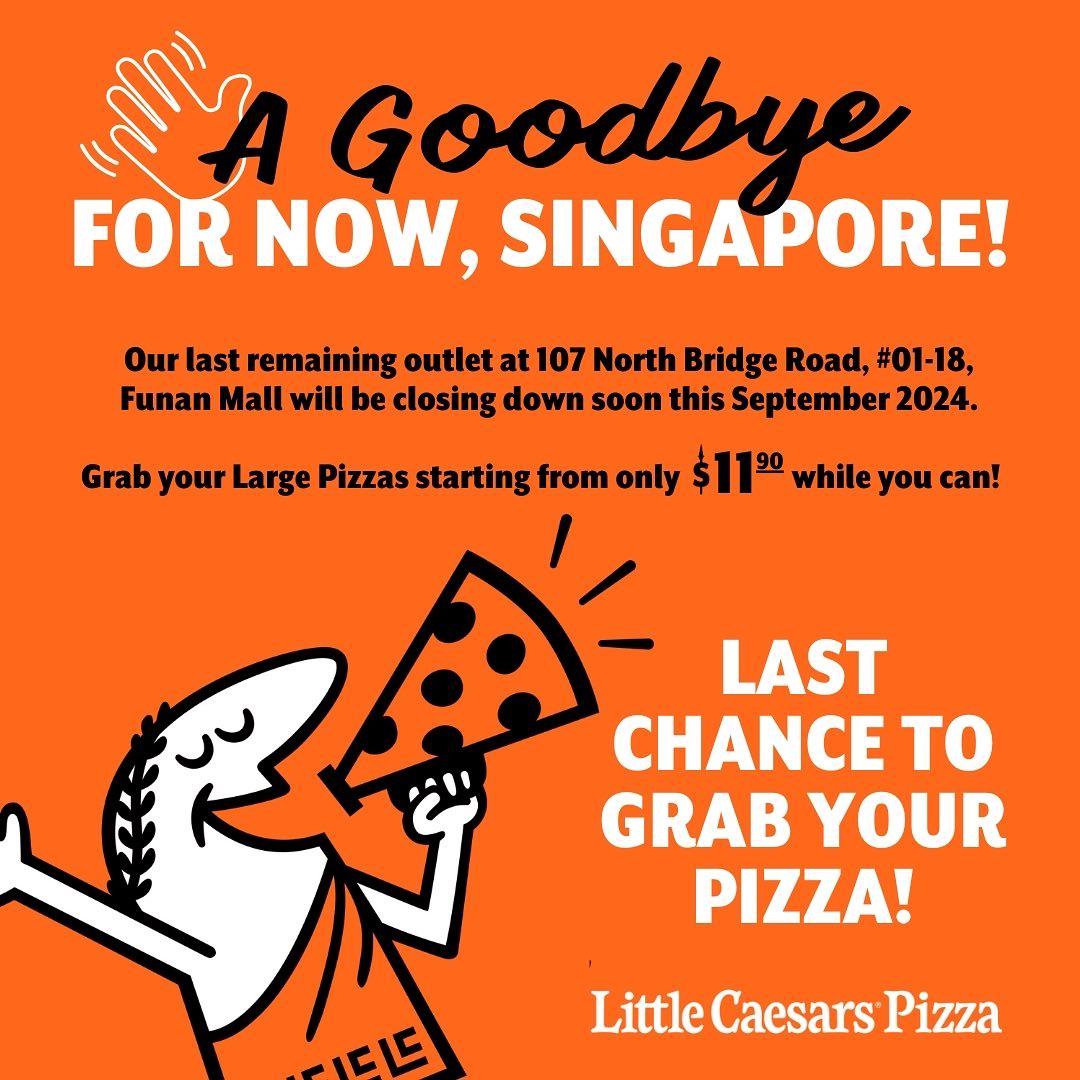 A Goodbye
FOR NOW, SINGAPORE!
Our last remaining outlet at 107 North Bridge Road, #01-18,
Funan Mall will be closing down soon this September 2024.
Grab your Large Pizzas starting from only $11⁹⁰ while you can!
LAST
CHANCE TO
GRAB YOUR
PIZZA!
Little Caesars® Pizza